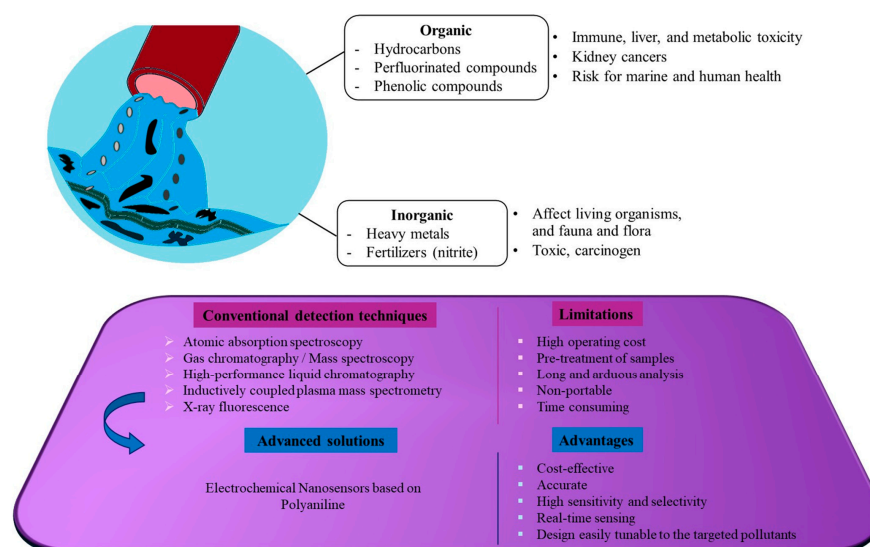 Organic
- Hydrocarbons
- Perfluorinated compounds
- Phenolic compounds
• Immune, liver, and metabolic toxicity
• Kidney cancers
• Risk for marine and human health
Inorganic
- Heavy metals
- Fertilizers (nitrite)
• Affect living organisms,
and fauna and flora
• Toxic, carcinogen
Conventional detection techniques
➢ Atomic absorption spectroscopy
➢ Gas chromatography / Mass spectroscopy
➢ High-performance liquid chromatography
➢ Inductively coupled plasma mass spectrometry
➢ X-ray fluorescence
Limitations
▪ High operating cost
▪ Pre-treatment of samples
▪ Long and arduous analysis
▪ Non-portable
▪ Time consuming
Advanced solutions
Electrochemical Nanosensors based on
Polyaniline
Advantages
▪ Cost-effective
▪ Accurate
▪ High sensitivity and selectivity
▪ Real-time sensing
▪ Design easily tunable to the targeted pollutants